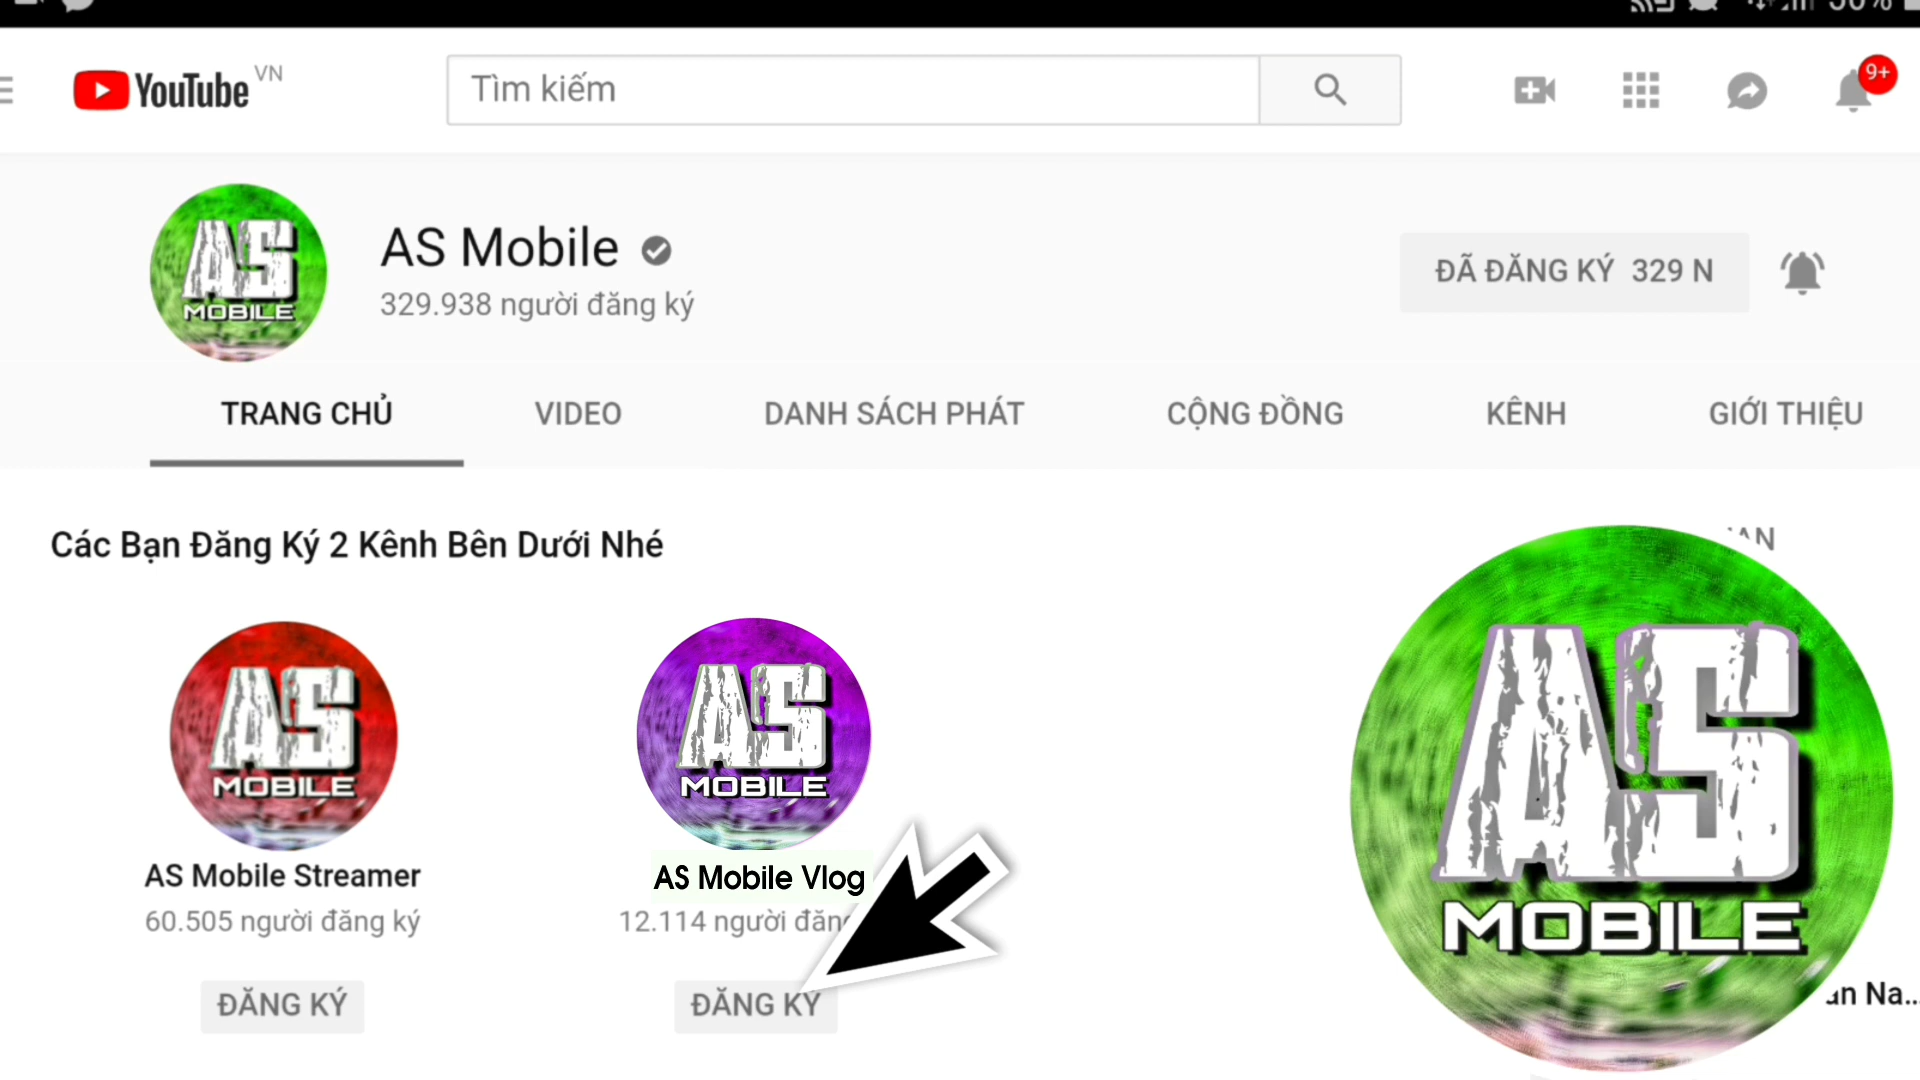 YouTube VN
Tìm kiếm
9+
AS
MOBILE
AS Mobile
329.938 người đăng ký
ĐÃ ĐĂNG KÝ 329 N
TRANG CHỦ
VIDEO
DANH SÁCH PHÁT
CỘNG ĐỒNG
KÊNH
GIỚI THIỆU
Các Bạn Đăng Ký 2 Kênh Bên Dưới Nhé
AS
MOBILE
AS Mobile Streamer
60.505 người đăng ký
ĐĂNG KÝ
AS
MOBILE
AS Mobile Vlog
12.114 người đăn
ĐĂNG KÝ
AS
MOBILE
Na...